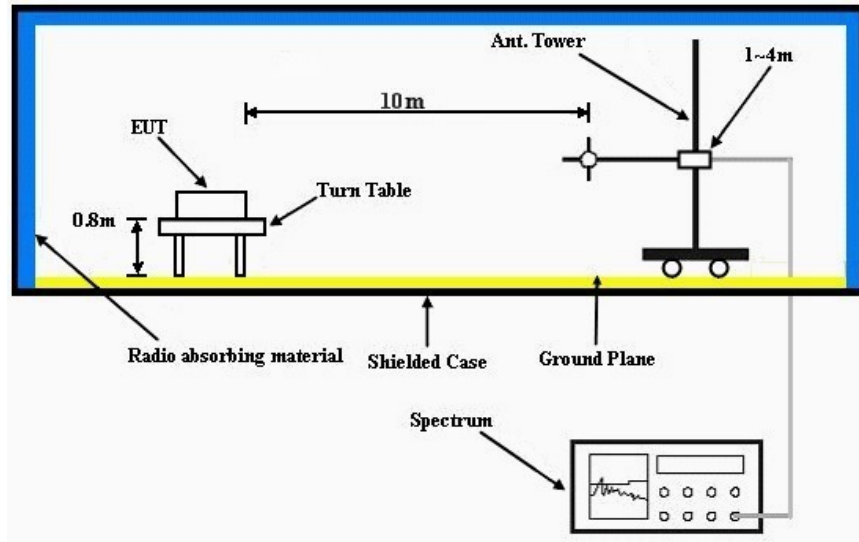 Ant. Tower
1~4m
10m
EUT
Turn Table
0.8m
Radio absorbing material
Shielded Case
Ground Plane
Spectrum